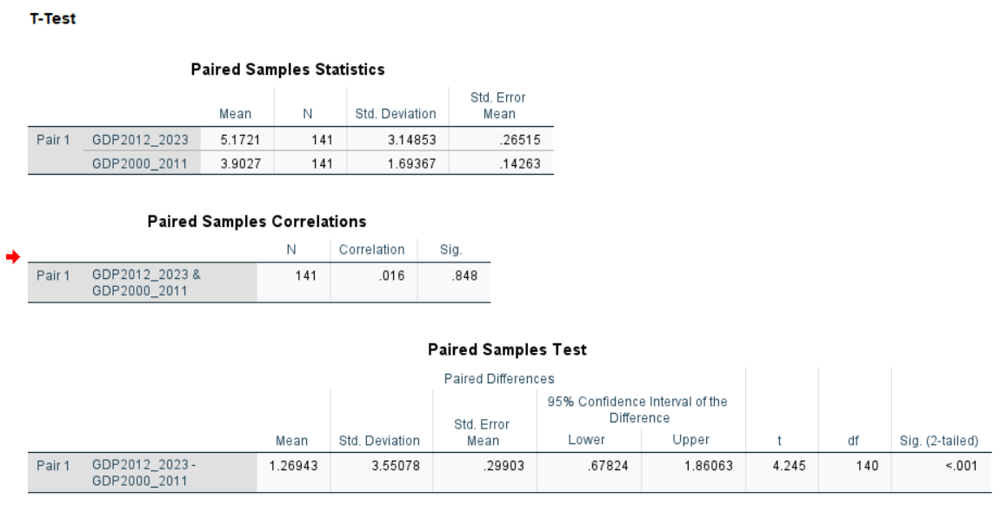 T-Test
Paired Samples Statistics
Mean N Std. Deviation Std. Error Mean
Pair 1 GDP2012_2023 5.1721 141 3.14853 .26515
GDP2000_2011 3.9027 141 1.69367 .14263
Paired Samples Correlations
N Correlation Sig.
Pair 1 GDP2012_2023 & GDP2000_2011 141 .016 .848
Paired Samples Test
Paired Differences
95% Confidence Interval of the Difference
Mean Std. Deviation Std. Error Mean Lower Upper t df Sig. (2-tailed)
Pair 1 GDP2012_2023 - GDP2000_2011 1.26943 3.55078 .29903 .67824 1.86063 4.245 140 <.001